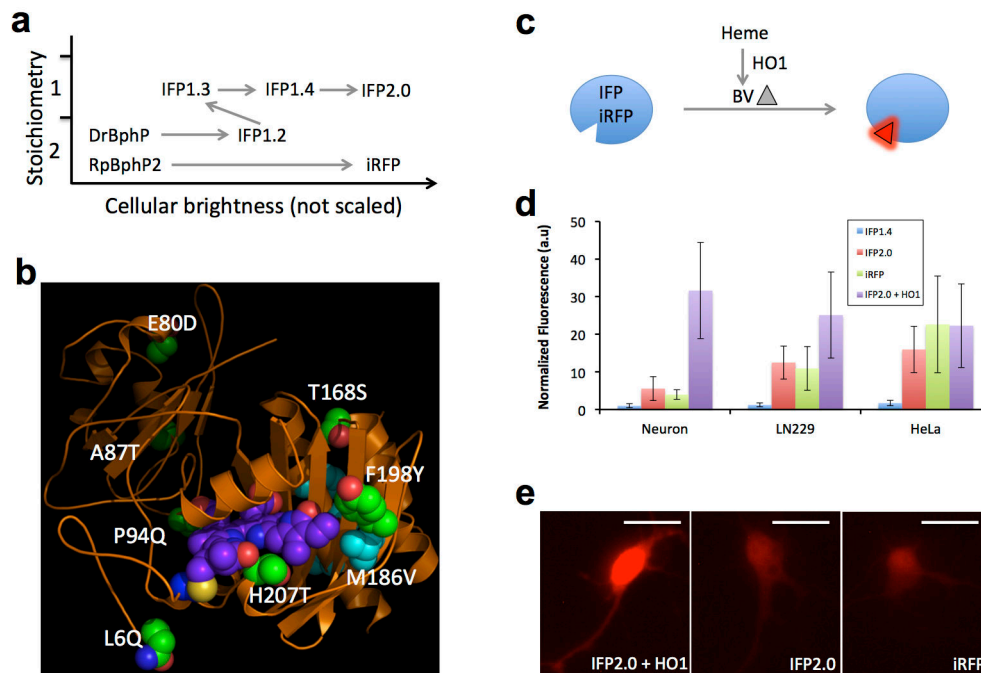 a
Stoichiometry
1
2
IFP1.3
IFP1.4
IFP2.0
DrBphP
IFP1.2
RpBphP2
iRFP
Cellular brightness (not scaled)
b
E80D
T168S
A87T
F198Y
P94Q
M186V
H207T
L6Q
c
Heme
HO1
BV
IFP
iRFP
d
Normalized Fluorescence (a.u)
50
40
30
20
10
0
IFP1.4
IFP2.0
iRFP
IFP2.0 + HO1
Neuron
LN229
HeLa
e
IFP2.0 + HO1
IFP2.0
iRFP